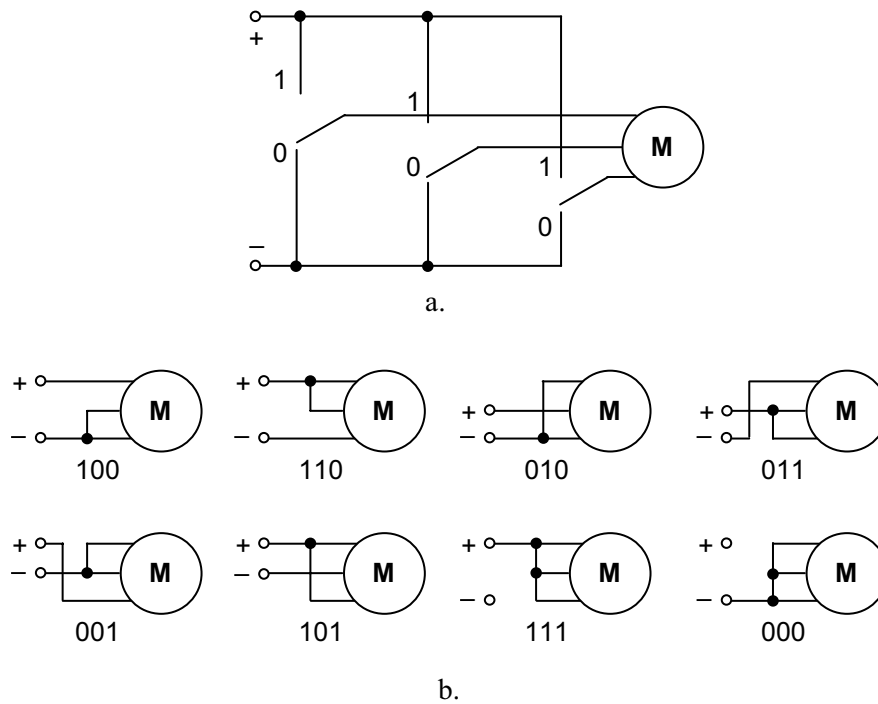 +
1
1
M
0
0
1
0
–
a.
+ M + M M M
+ +
– – – –
100 110 010 011
+ + + +
M M M M
– – – –
001 101 111 000
b.